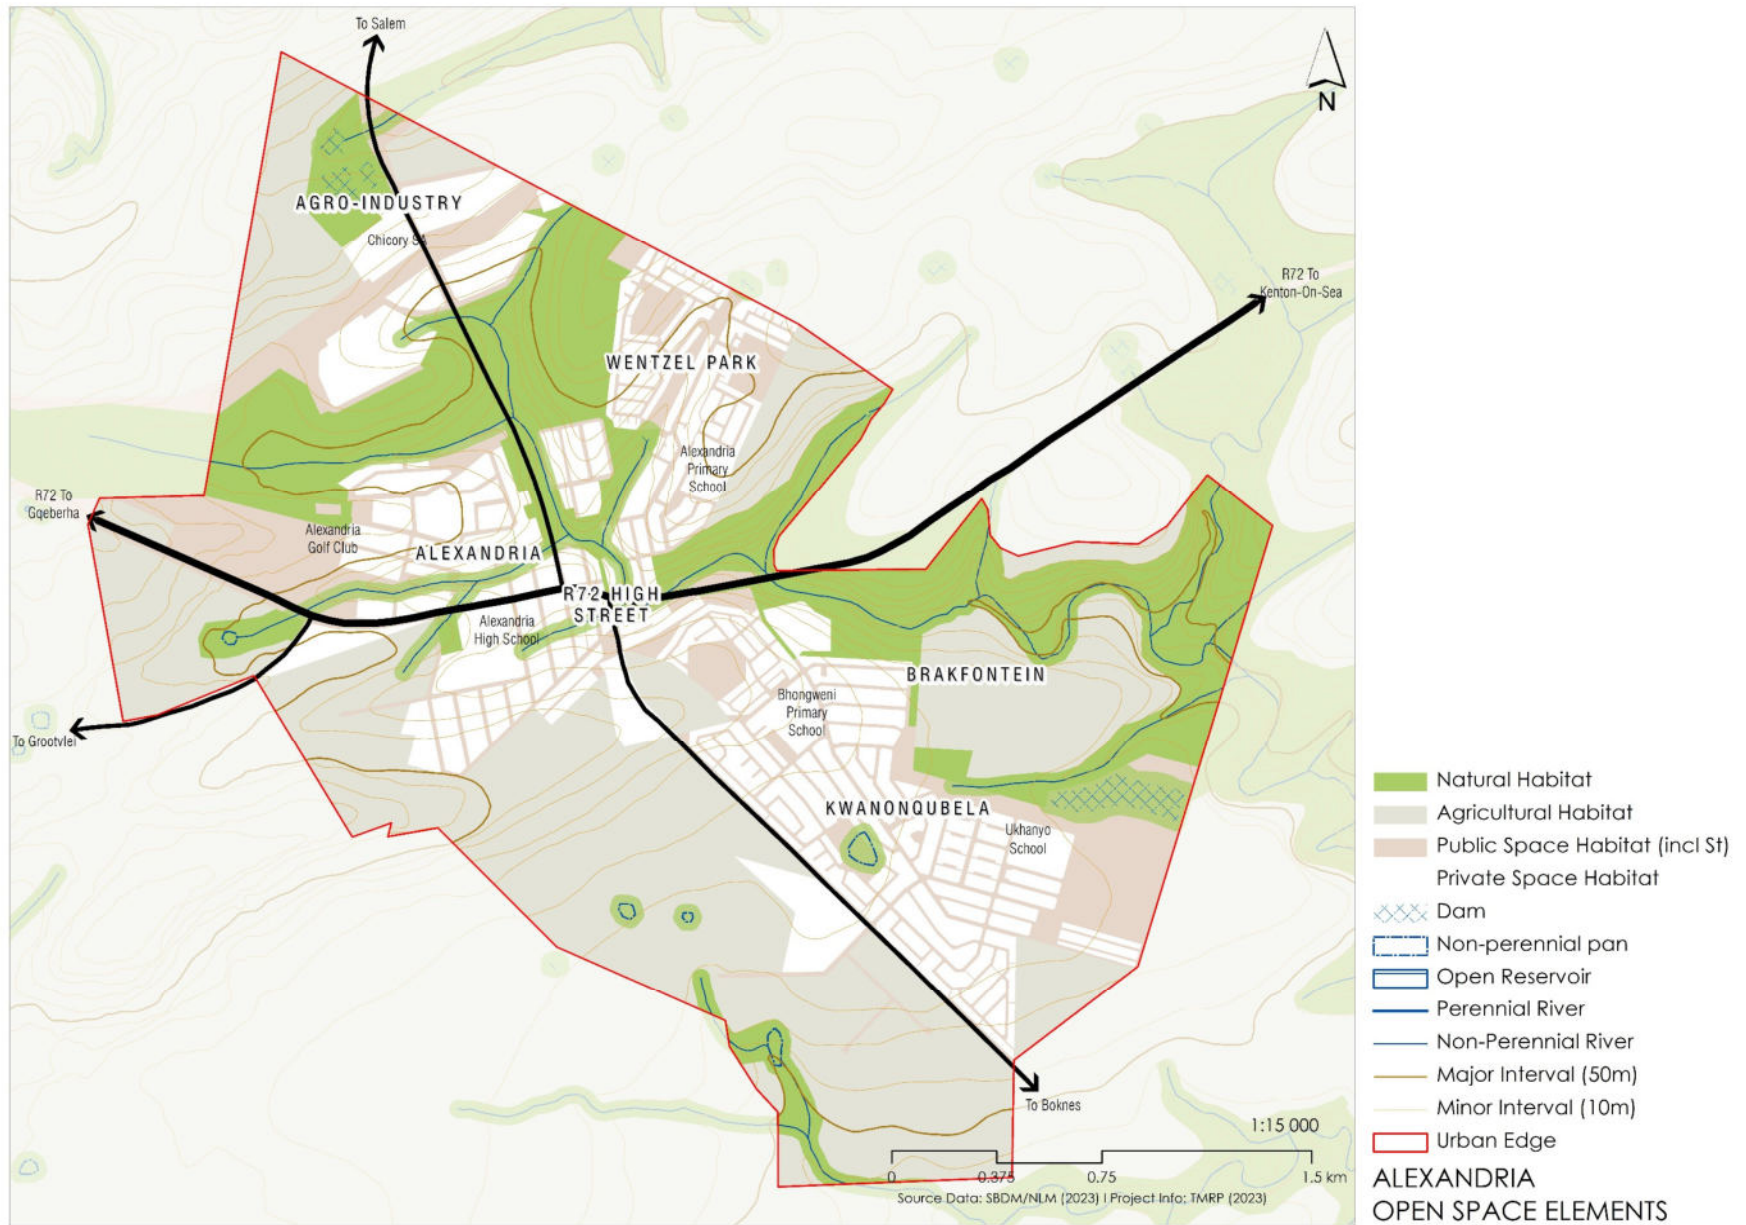 To Salem
N
AGRO-INDUSTRY
Chicory SA
R72 To
Kenton-On-Sea
WENTZEL PARK
Alexandria
Primary
School
R72 To
Gqeberha
Alexandria
Golf Club
ALEXANDRIA
R72 HIGH
STREET
Alexandria
High School
BRAKFONTEIN
Bhongweni
Primary
School
To Grootvlei
KWANONQUBELA
Ukhanyo
School
To Boknes
1:15 000
0
0.375
0.75
1.5 km
Source Data: SBDM/NLM (2023) | Project Info: TMRP (2023)
Natural Habitat
Agricultural Habitat
Public Space Habitat (incl St)
Private Space Habitat
Dam
Non-perennial pan
Open Reservoir
Perennial River
Non-Perennial River
Major Interval (50m)
Minor Interval (10m)
Urban Edge
ALEXANDRIA
OPEN SPACE ELEMENTS